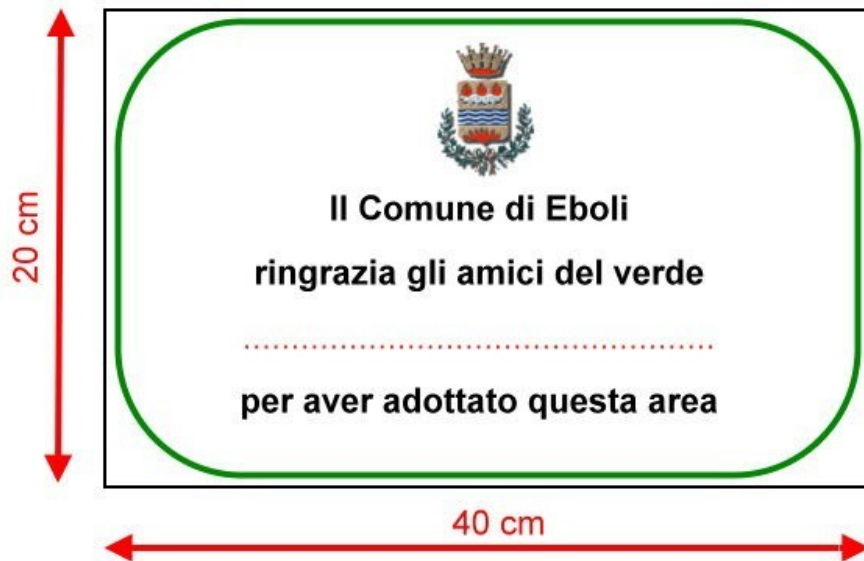 Il Comune di Eboli
ringrazia gli amici del verde
................................................
per aver adottato questa area
20 cm
40 cm